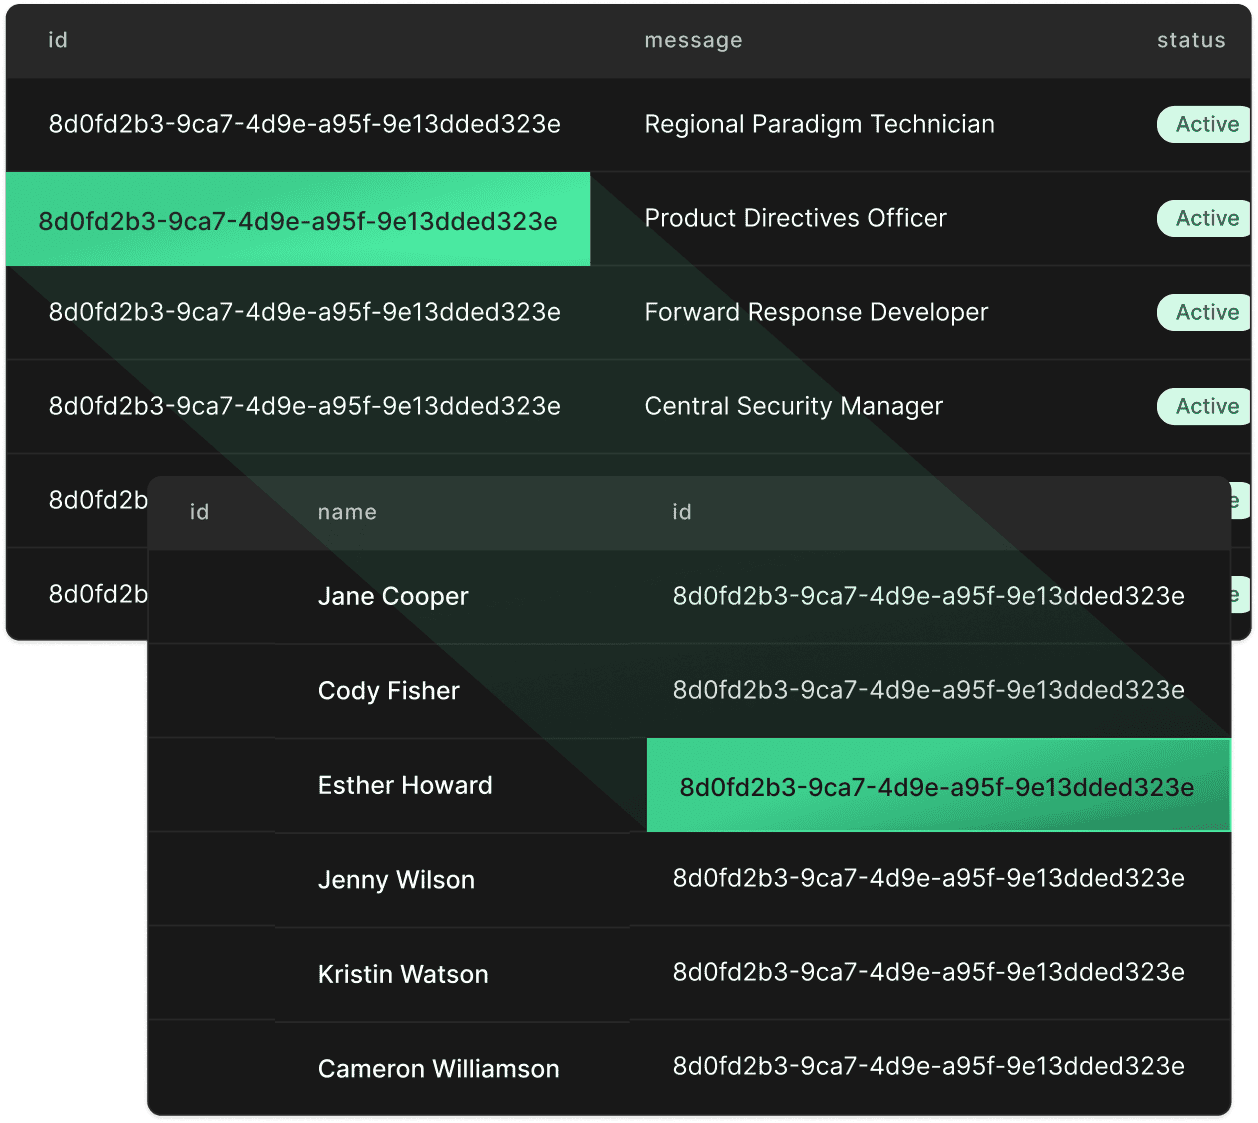 id message status
8d0fd2b3-9ca7-4d9e-a95f-9e13dded323e Regional Paradigm Technician Active
8d0fd2b3-9ca7-4d9e-a95f-9e13dded323e Product Directives Officer Active
8d0fd2b3-9ca7-4d9e-a95f-9e13dded323e Forward Response Developer Active
8d0fd2b3-9ca7-4d9e-a95f-9e13dded323e Central Security Manager Active
8d0fd2b e
8d0fd2b e
id name id
Jane Cooper 8d0fd2b3-9ca7-4d9e-a95f-9e13dded323e
Cody Fisher 8d0fd2b3-9ca7-4d9e-a95f-9e13dded323e
Esther Howard 8d0fd2b3-9ca7-4d9e-a95f-9e13dded323e
Jenny Wilson 8d0fd2b3-9ca7-4d9e-a95f-9e13dded323e
Kristin Watson 8d0fd2b3-9ca7-4d9e-a95f-9e13dded323e
Cameron Williamson 8d0fd2b3-9ca7-4d9e-a95f-9e13dded323e